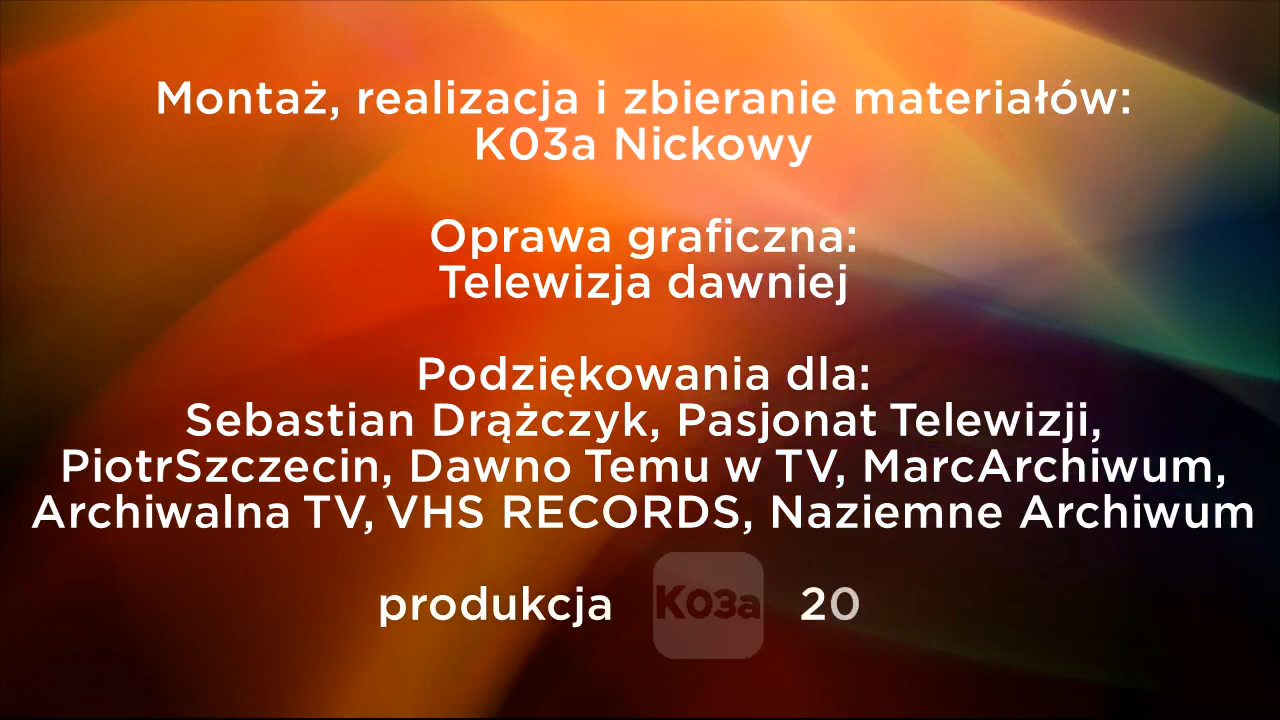 Montaż, realizacja i zbieranie materiałów:
K03a Nickowy
Oprawa graficzna:
Telewizja dawniej
Podziękowania dla:
Sebastian Drążczyk, Pasjonat Telewizji,
PiotrSzczecin, Dawno Temu w TV, MarcArchiwum,
Archiwalna TV, VHS RECORDS, Naziemne Archiwum
produkcja K03a 20